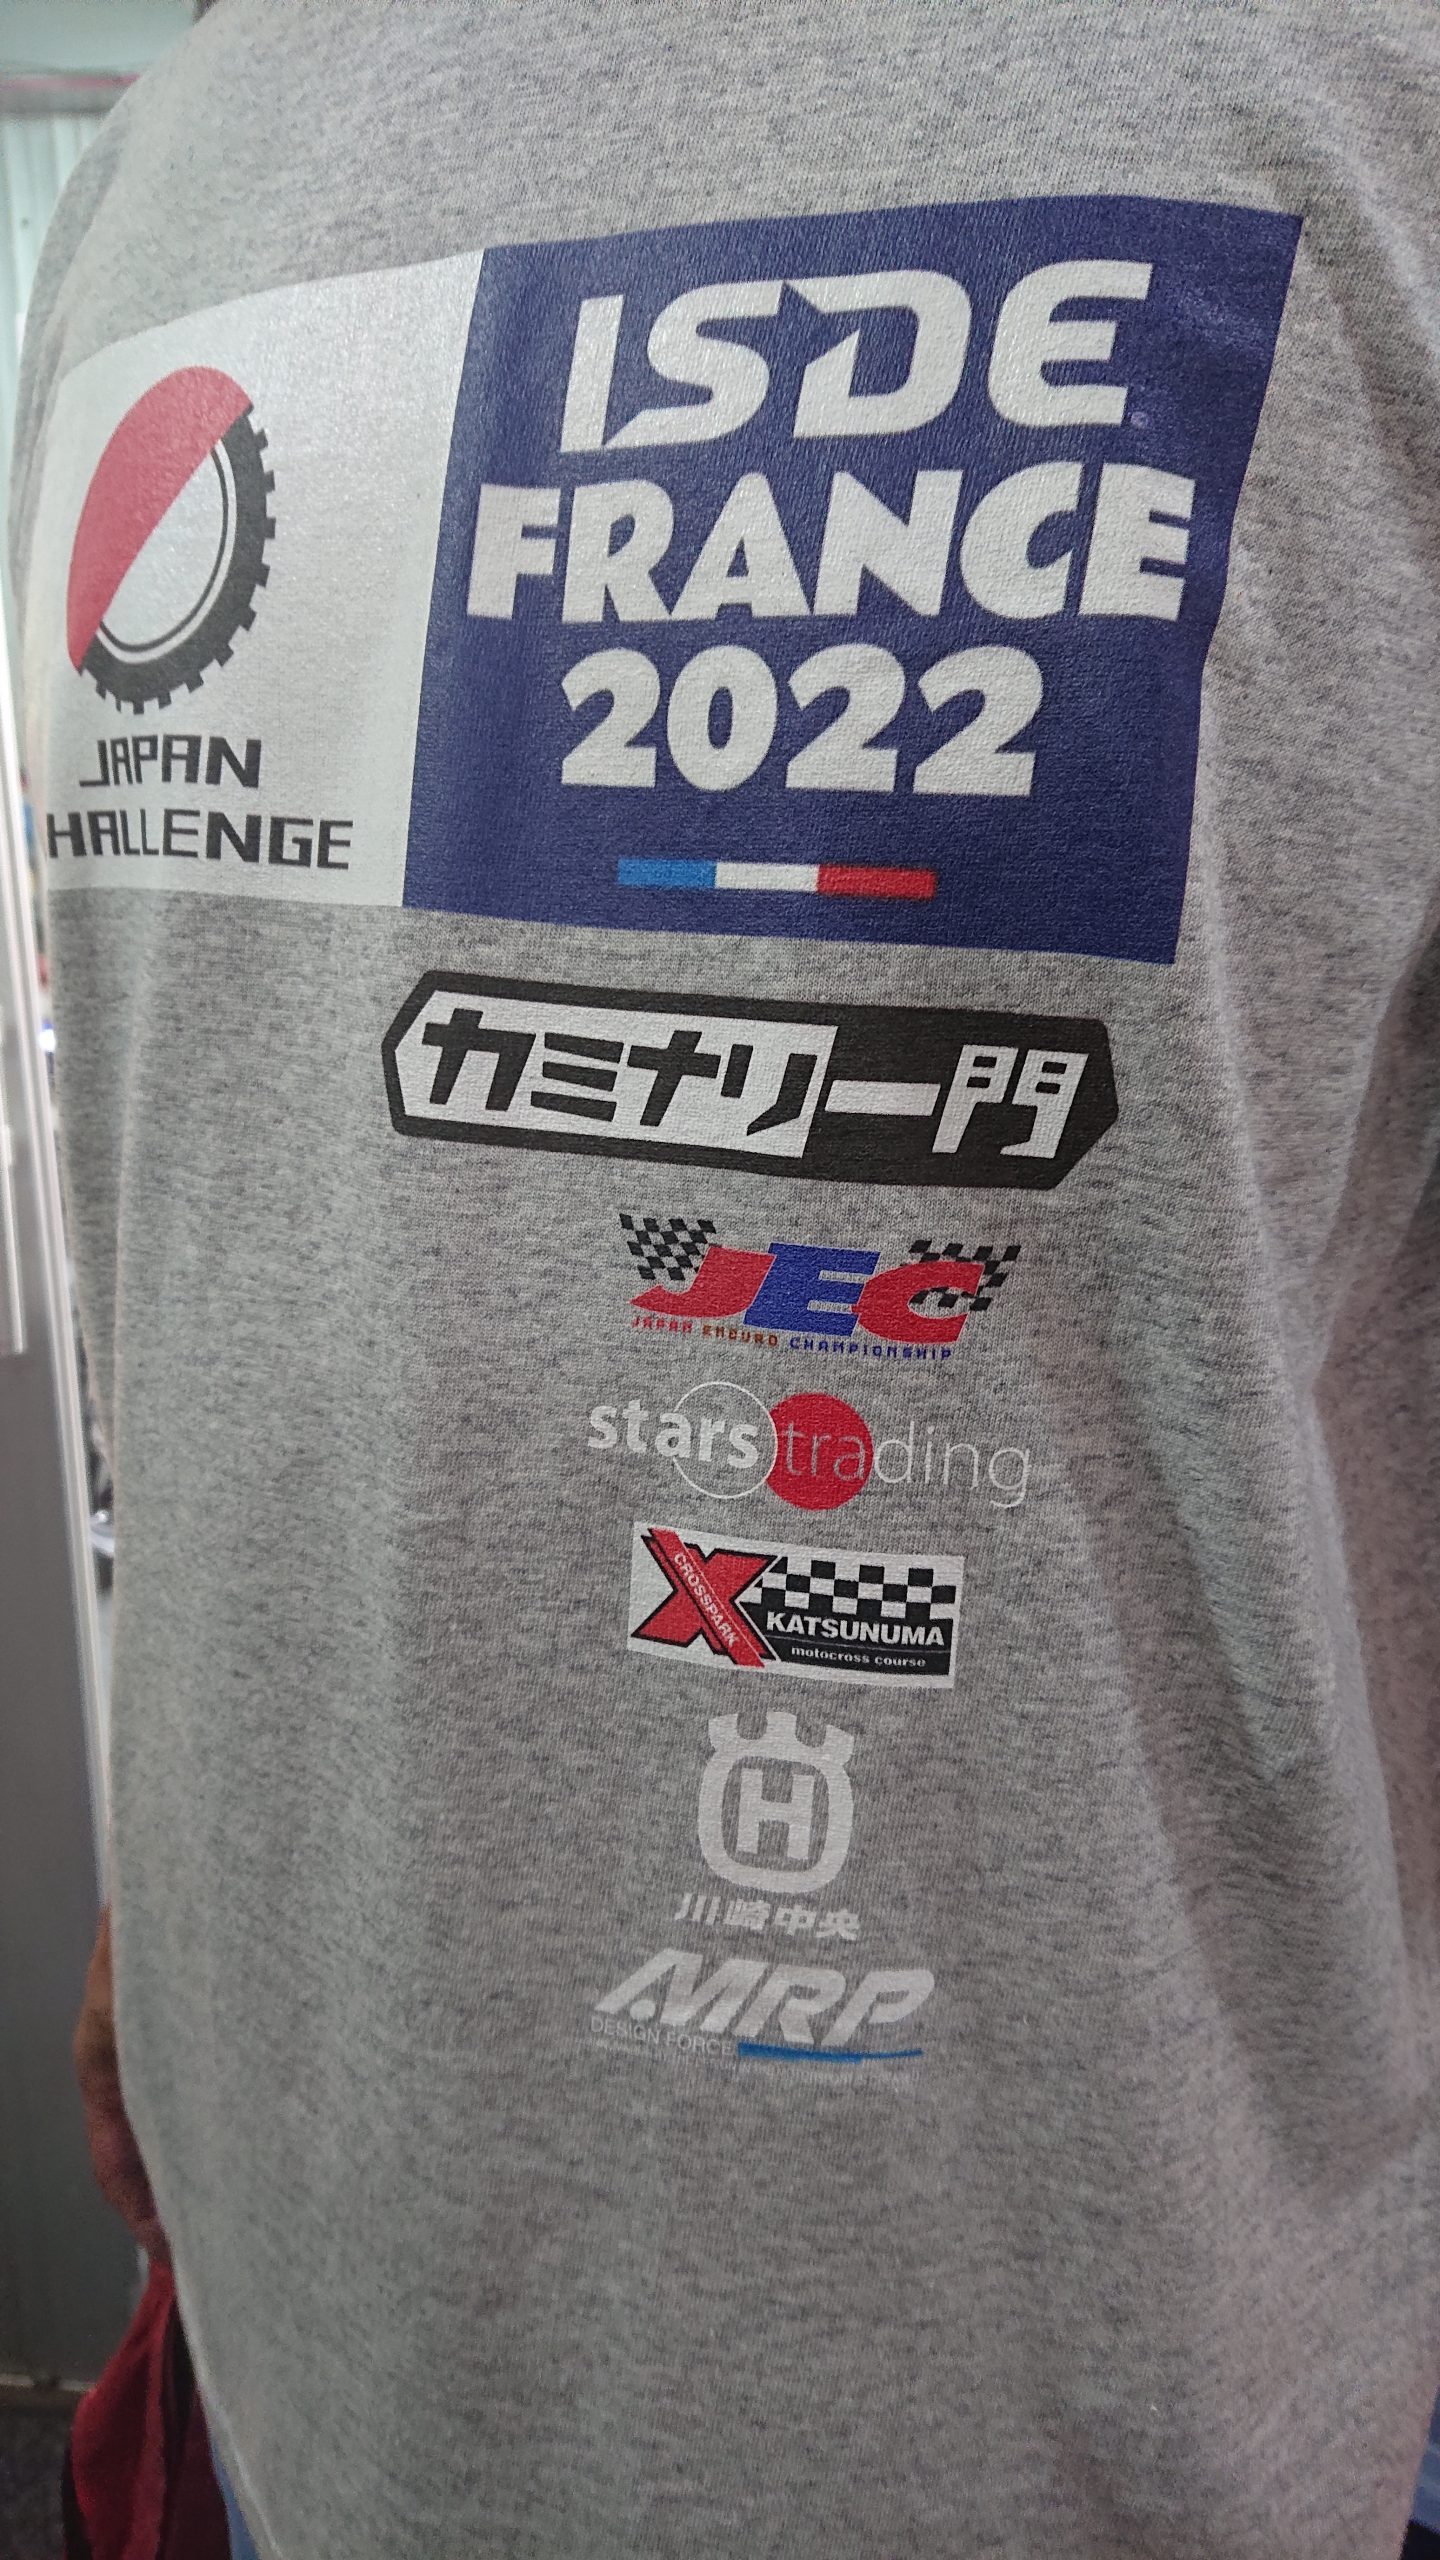 JAPAN
HALLENGE
ISDE
FRANCE
2022
カミナリ一門
JEC
JAPAN ENDURO CHAMPIONSHIP
stars trading
X
CROSSPARK
KATSUNUMA
motocross course
H
川崎中央
MRP
DESIGN FORCE